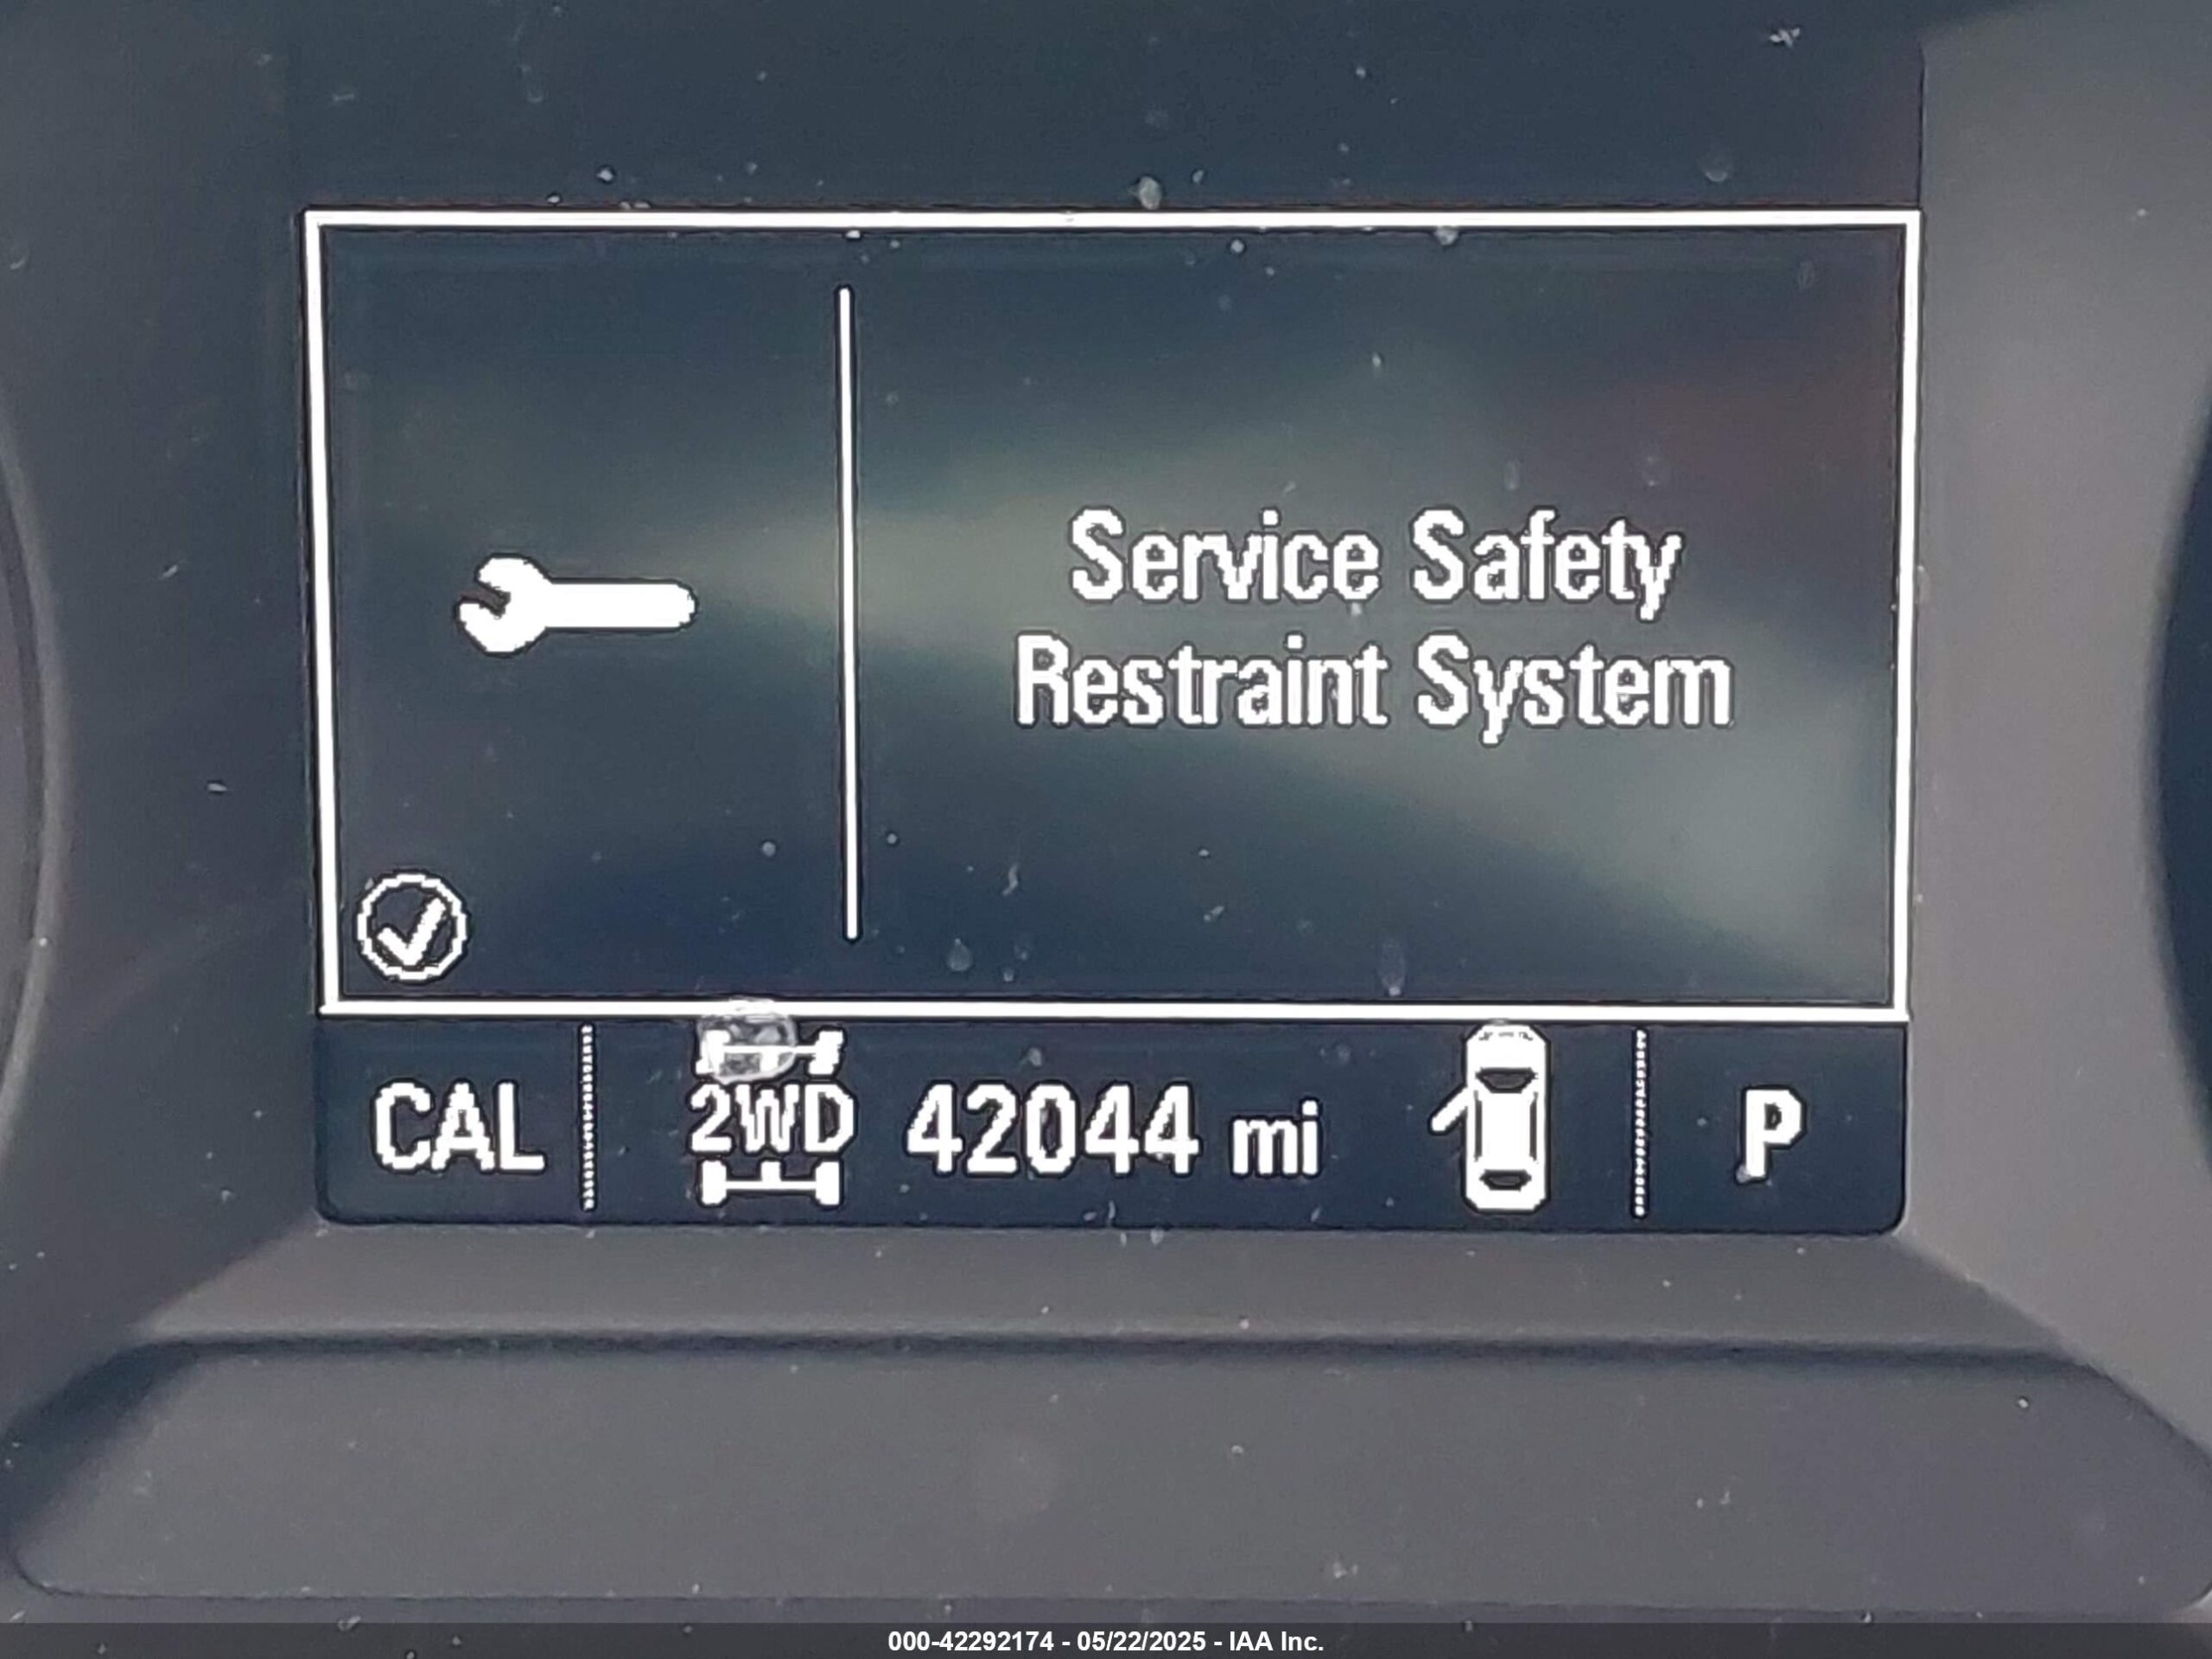 Service Safety
Restraint System
CAL 2WD 42044 mi P
000-42292174 - 05/22/2025 - IAA Inc.